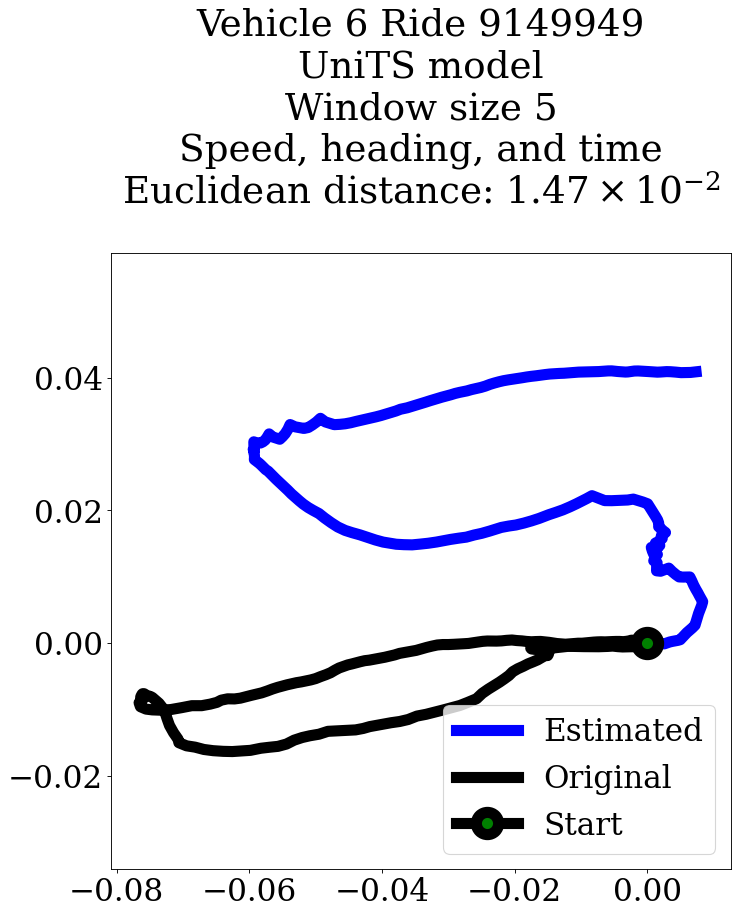 Vehicle 6 Ride 9149949
UniTS model
Window size 5
Speed, heading, and time
Euclidean distance: 1.47 × 10⁻²
0.04
0.02
0.00
−0.02
Estimated
Original
Start
−0.08 −0.06 −0.04 −0.02 0.00